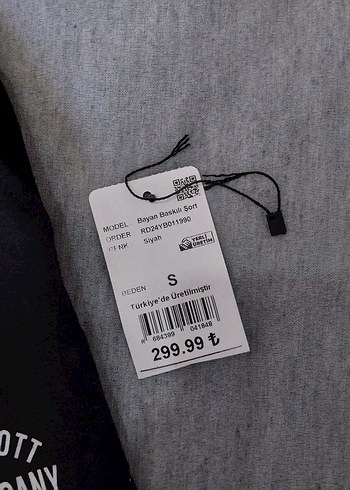 MODEL Bayan Baskılı Şort
ORDER RD24YB011990
RENK Siyah
YERLİ
ÜRETİM
BEDEN S
Türkiye'de Üretilmiştir
684399 041848
299.99 ₺
OTT
ANY